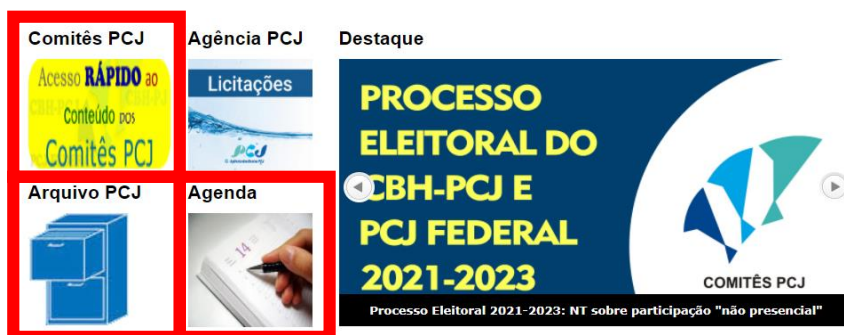 Comitês PCJ
Acesso RÁPIDO ao
Conteúdo dos
Comitês PCJ
Agência PCJ
Licitações
PCJ
Destaque
PROCESSO
ELEITORAL DO
CBH-PCJ E
PCJ FEDERAL
2021-2023
COMITÊS PCJ
Processo Eleitoral 2021-2023: NT sobre participação "não presencial"
Arquivo PCJ
Agenda
14